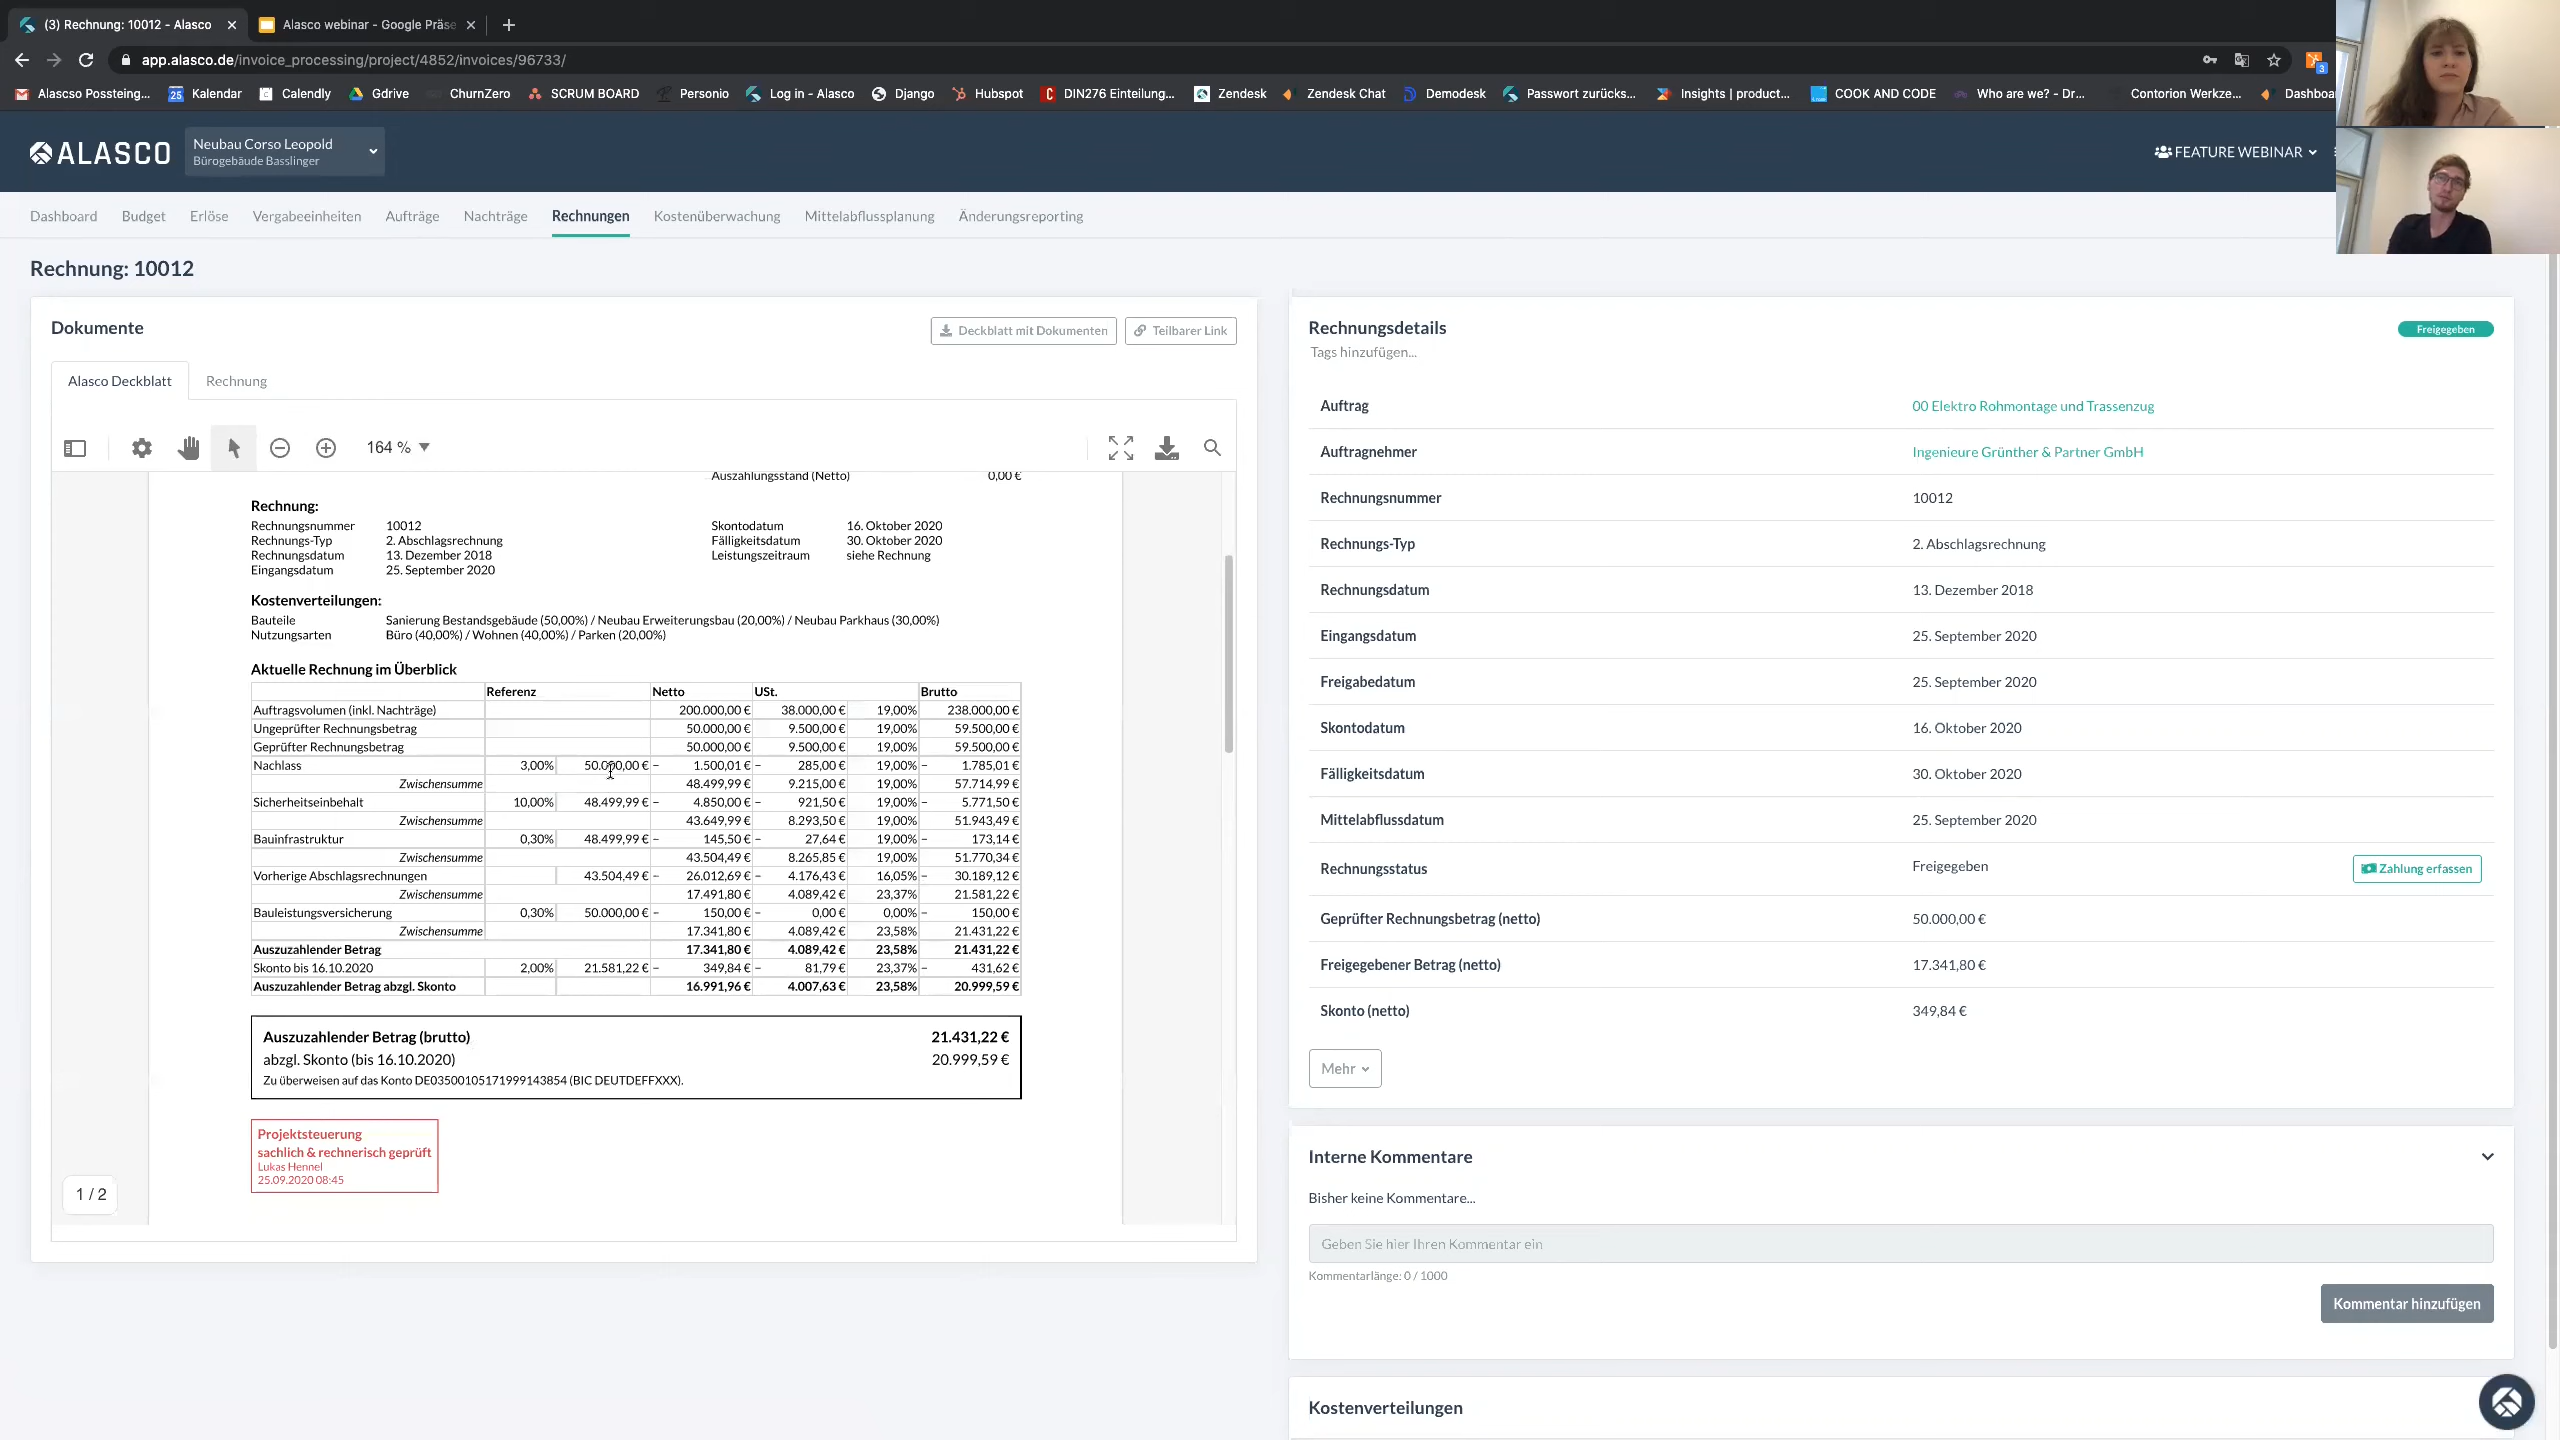 (3) Rechnung: 10012 - Alasco
Alasco webinar - Google Präse
app.alasco.de/invoice_processing/project/4852/invoices/96733/
Alascso Possteing... Kalendar Calendly Gdrive ChurnZero SCRUM BOARD Personio Log in - Alasco Django Hubspot DIN276 Einteilung... Zendesk Zendesk Chat Demodesk Passwort zurücks... Insights | product... COOK AND CODE Who are we? - Dr... Contorion Werkze... Dashboa
ALASCO
Neubau Corso Leopold
Bürogebäude Basslinger
FEATURE WEBINAR
Dashboard Budget Erlöse Vergabeeinheiten Aufträge Nachträge Rechnungen Kostenüberwachung Mittelabflussplanung Änderungsreporting
Rechnung: 10012
Dokumente
Deckblatt mit Dokumenten Teilbarer Link
Alasco Deckblatt Rechnung
164 %
Auszahlungsstand (Netto) 0,00 €
Rechnung:
Rechnungsnummer 10012 Skontodatum 16. Oktober 2020
Rechnungs-Typ 2. Abschlagsrechnung Fälligkeitsdatum 30. Oktober 2020
Rechnungsdatum 13. Dezember 2018 Leistungszeitraum siehe Rechnung
Eingangsdatum 25. September 2020
Kostenverteilungen:
Bauteile Sanierung Bestandsgebäude (50,00%) / Neubau Erweiterungsbau (20,00%) / Neubau Parkhaus (30,00%)
Nutzungsarten Büro (40,00%) / Wohnen (40,00%) / Parken (20,00%)
Aktuelle Rechnung im Überblick
Referenz Netto USt. Brutto
Auftragsvolumen (inkl. Nachträge) 200.000,00 € 38.000,00 € 19,00% 238.000,00 €
Ungeprüfter Rechnungsbetrag 50.000,00 € 9.500,00 € 19,00% 59.500,00 €
Geprüfter Rechnungsbetrag 50.000,00 € 9.500,00 € 19,00% 59.500,00 €
Nachlass 3,00% 50.000,00 € – 1.500,01 € – 285,00 € 19,00% – 1.785,01 €
Zwischensumme 48.499,99 € 9.215,00 € 19,00% 57.714,99 €
Sicherheitseinbehalt 10,00% 48.499,99 € – 4.850,00 € – 921,50 € 19,00% – 5.771,50 €
Zwischensumme 43.649,99 € 8.293,50 € 19,00% 51.943,49 €
Bauinfrastruktur 0,30% 48.499,99 € – 145,50 € – 27,64 € 19,00% – 173,14 €
Zwischensumme 43.504,49 € 8.265,85 € 19,00% 51.770,34 €
Vorherige Abschlagsrechnungen 43.504,49 € – 26.012,69 € – 4.176,43 € 16,05% – 30.189,12 €
Zwischensumme 17.491,80 € 4.089,42 € 23,37% 21.581,22 €
Bauleistungsversicherung 0,30% 50.000,00 € – 150,00 € – 0,00 € 0,00% – 150,00 €
Zwischensumme 17.341,80 € 4.089,42 € 23,58% 21.431,22 €
Auszuzahlender Betrag 17.341,80 € 4.089,42 € 23,58% 21.431,22 €
Skonto bis 16.10.2020 2,00% 21.581,22 € – 349,84 € – 81,79 € 23,37% – 431,62 €
Auszuzahlender Betrag abzgl. Skonto 16.991,96 € 4.007,63 € 23,58% 20.999,59 €
Auszuzahlender Betrag (brutto) 21.431,22 €
abzgl. Skonto (bis 16.10.2020) 20.999,59 €
Zu überweisen auf das Konto DE03500105171999143854 (BIC DEUTDEFFXXX).
Projektsteuerung
sachlich & rechnerisch geprüft
Lukas Hennel
25.09.2020 08:45
1 / 2
Rechnungsdetails
Freigegeben
Tags hinzufügen...
Auftrag 00 Elektro Rohmontage und Trassenzug
Auftragnehmer Ingenieure Grünther & Partner GmbH
Rechnungsnummer 10012
Rechnungs-Typ 2. Abschlagsrechnung
Rechnungsdatum 13. Dezember 2018
Eingangsdatum 25. September 2020
Freigabedatum 25. September 2020
Skontodatum 16. Oktober 2020
Fälligkeitsdatum 30. Oktober 2020
Mittelabflussdatum 25. September 2020
Rechnungsstatus Freigegeben Zahlung erfassen
Geprüfter Rechnungsbetrag (netto) 50.000,00 €
Freigegebener Betrag (netto) 17.341,80 €
Skonto (netto) 349,84 €
Mehr
Interne Kommentare
Bisher keine Kommentare...
Geben Sie hier Ihren Kommentar ein
Kommentarlänge: 0 / 1000
Kommentar hinzufügen
Kostenverteilungen